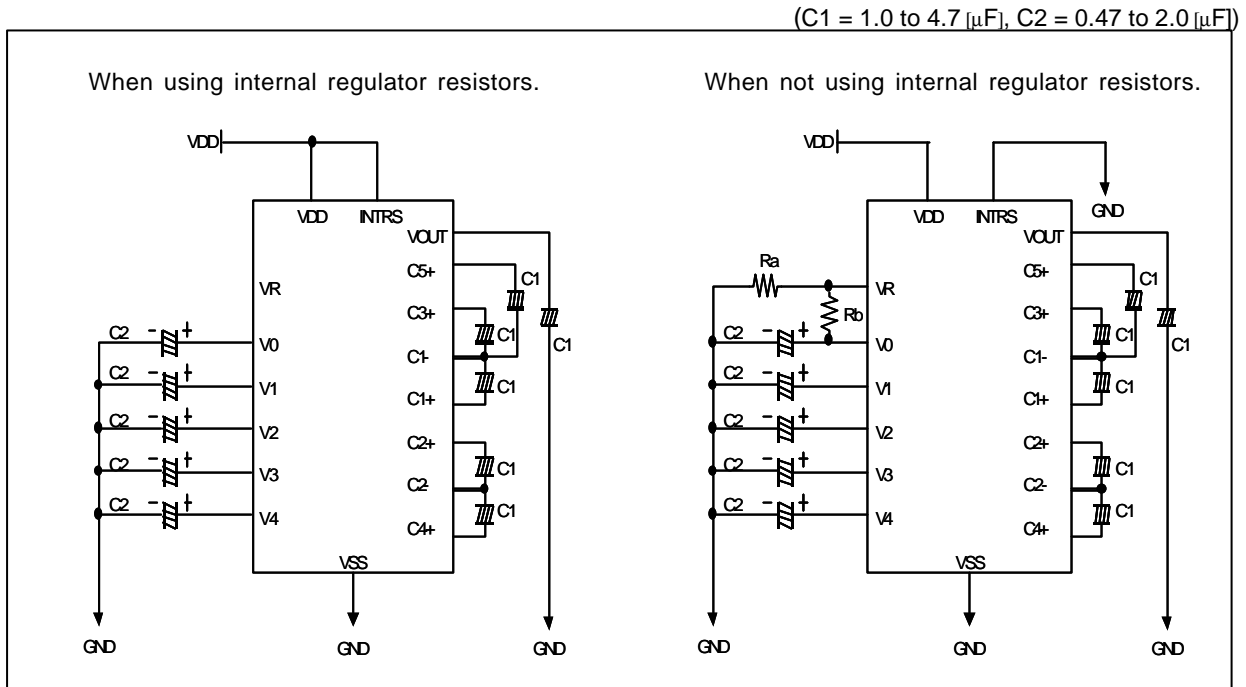 (C1 = 1.0 to 4.7 [μF], C2 = 0.47 to 2.0 [μF])
When using internal regulator resistors.
VDD
VDD
INTRS
VOUT
C5+
C1
VR
C3+
C1
C1
C2
- +
V0
C1-
C2
- +
V1
C1
C1+
C2
- +
V2
C2+
C2
- +
V3
C1
C2-
C2
- +
V4
C1
C4+
VSS
GND
GND
GND
When not using internal regulator resistors.
VDD
VDD
INTRS
GND
VOUT
C5+
C1
Ra
VR
Rb
C3+
C1
C1
C2
- +
V0
C1-
C2
- +
V1
C1
C1+
C2
- +
V2
C2+
C2
- +
V3
C1
C2-
C2
- +
V4
C1
C4+
VSS
GND
GND
GND